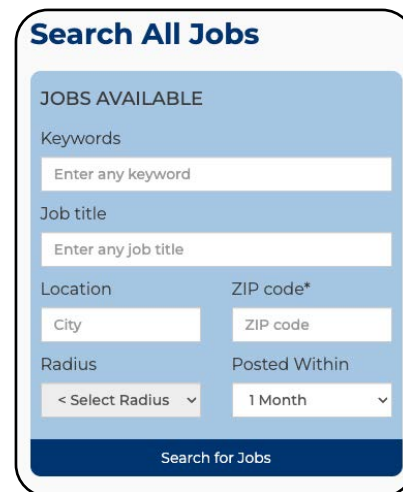 Search All Jobs
JOBS AVAILABLE
Keywords
Enter any keyword
Job title
Enter any job title
Location ZIP code*
City ZIP code
Radius Posted Within
< Select Radius 1 Month
Search for Jobs